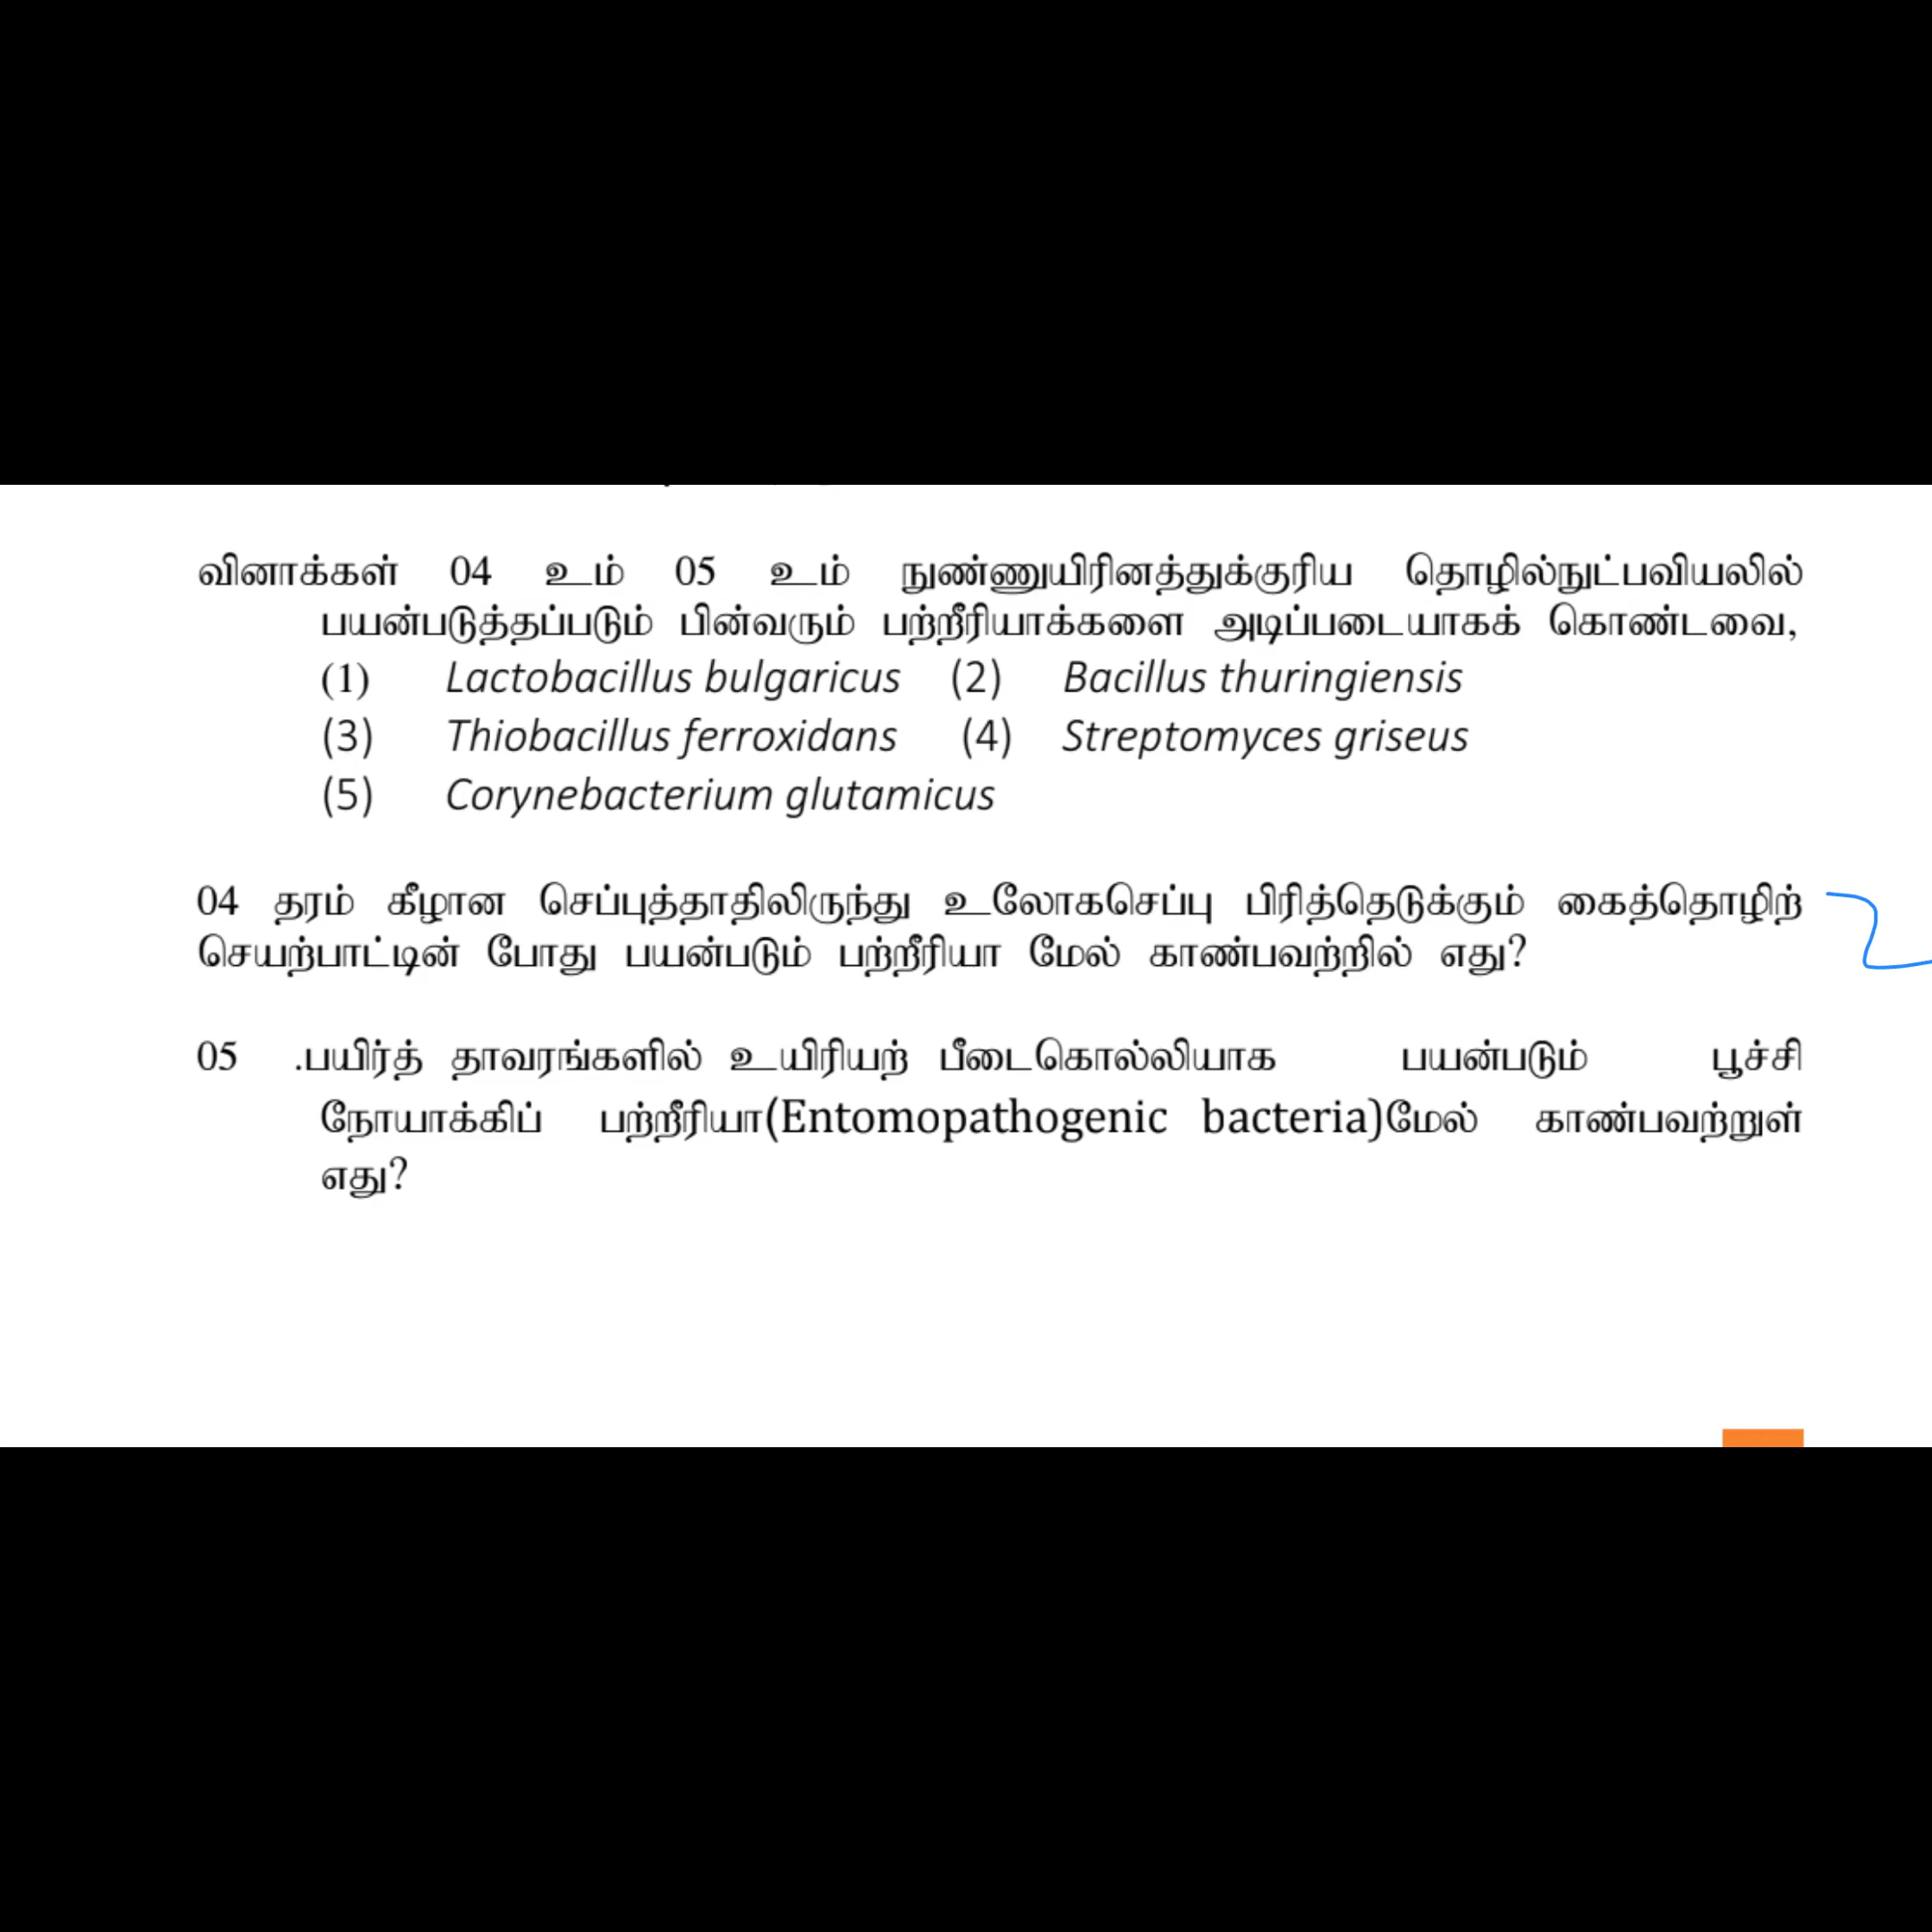 வினாக்கள் 04 உம் 05 உம் நுண்ணுயிரினத்துக்குரிய தொழில்நுட்பவியலில்
பயன்படுத்தப்படும் பின்வரும் பற்றீரியாக்களை அடிப்படையாகக் கொண்டவை,
(1) Lactobacillus bulgaricus (2) Bacillus thuringiensis
(3) Thiobacillus ferroxidans (4) Streptomyces griseus
(5) Corynebacterium glutamicus
04 தரம் கீழான செப்புத்தாதிலிருந்து உலோகசெப்பு பிரித்தெடுக்கும் கைத்தொழிற்
செயற்பாட்டின் போது பயன்படும் பற்றீரியா மேல் காண்பவற்றில் எது?
05 .பயிர்த் தாவரங்களில் உயிரியற் பீடைகொல்லியாக பயன்படும் பூச்சி
நோயாக்கிப் பற்றீரியா(Entomopathogenic bacteria)மேல் காண்பவற்றுள்
எது?